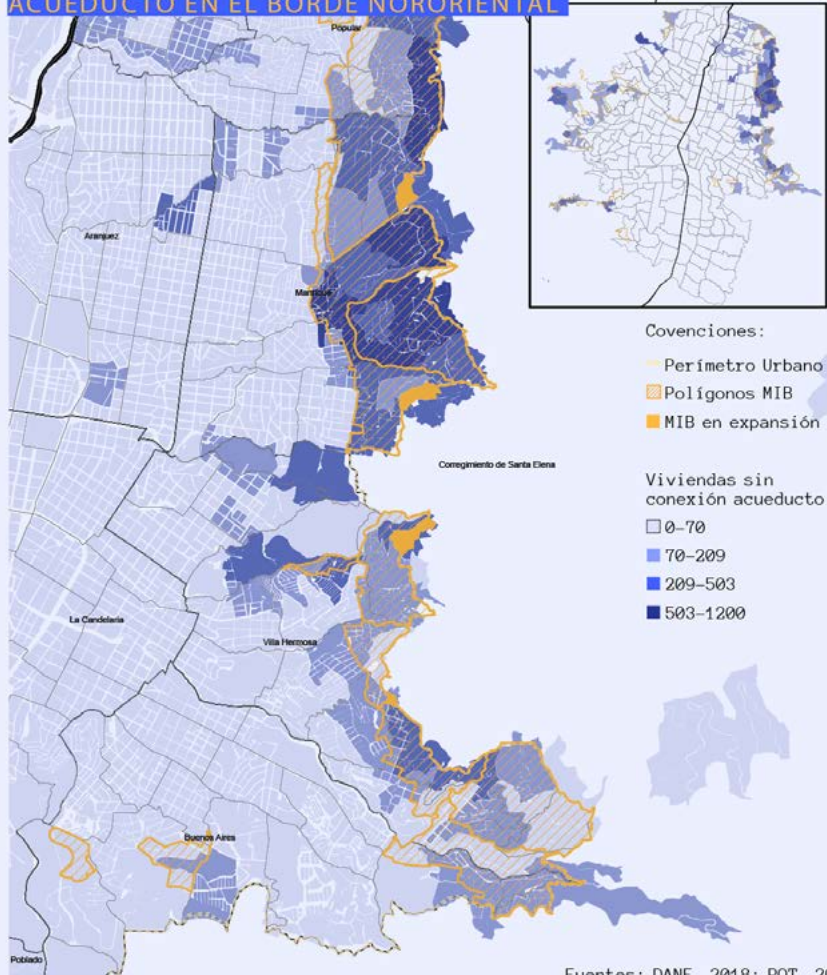 ACUEDUCTO EN EL BORDE NORORIENTAL
Popular
Aranjuez
Manrique
Covenciones:
Perímetro Urbano
Polígonos MIB
MIB en expansión
Corregimiento de Santa Elena
Viviendas sin
conexión acueducto
0-70
70-209
209-503
503-1200
La Candelaria
Villa Hermosa
Buenos Aires
Poblado
Fuentes: DANE, 2018; POT,